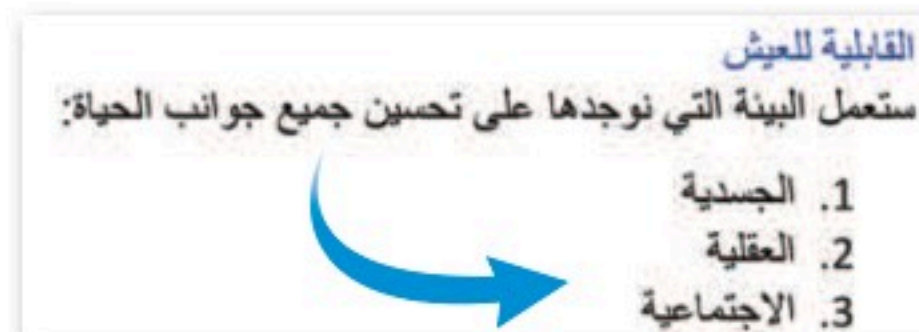 القابلية للعيش
ستعمل البيئة التي نوجدها على تحسين جميع جوانب الحياة:
1. الجسدية
2. العقلية
3. الاجتماعية